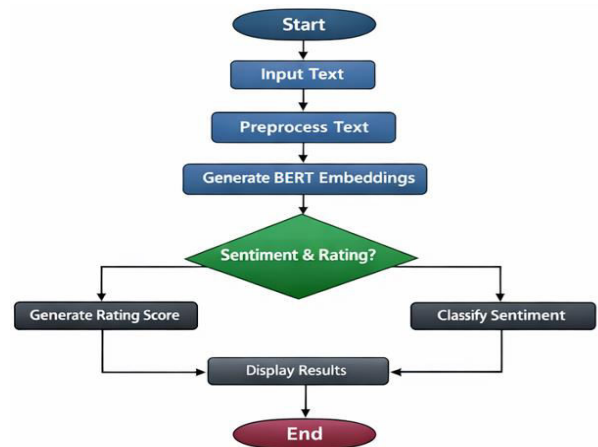 Start
Input Text
Preprocess Text
Generate BERT Embeddings
Sentiment & Rating?
Generate Rating Score
Classify Sentiment
Display Results
End